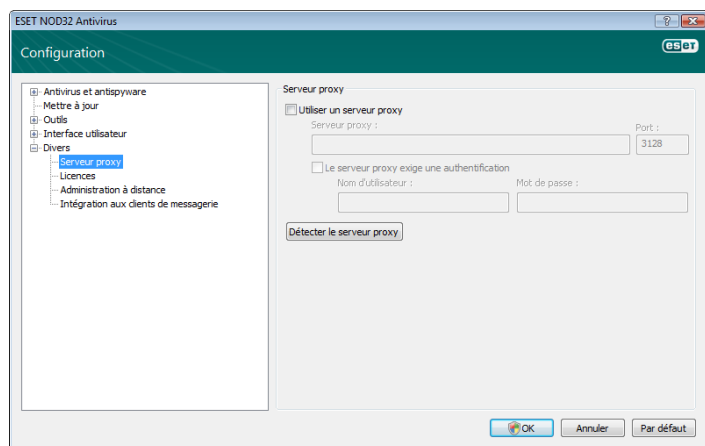 ESET NOD32 Antivirus
Configuration
eset
Antivirus et antispyware
Mettre à jour
Outils
Interface utilisateur
Divers
Serveur proxy
Licences
Administration à distance
Intégration aux clients de messagerie
Serveur proxy
Utiliser un serveur proxy
Serveur proxy :
Port :
3128
Le serveur proxy exige une authentification
Nom d'utilisateur :
Mot de passe :
Détecter le serveur proxy
OK
Annuler
Par défaut